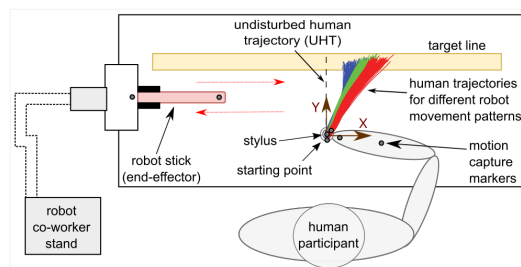 undisturbed human
trajectory (UHT)
target line
human trajectories
for different robot
movement patterns
Y
X
stylus
starting point
robot stick
(end-effector)
motion
capture
markers
robot
co-worker
stand
human
participant